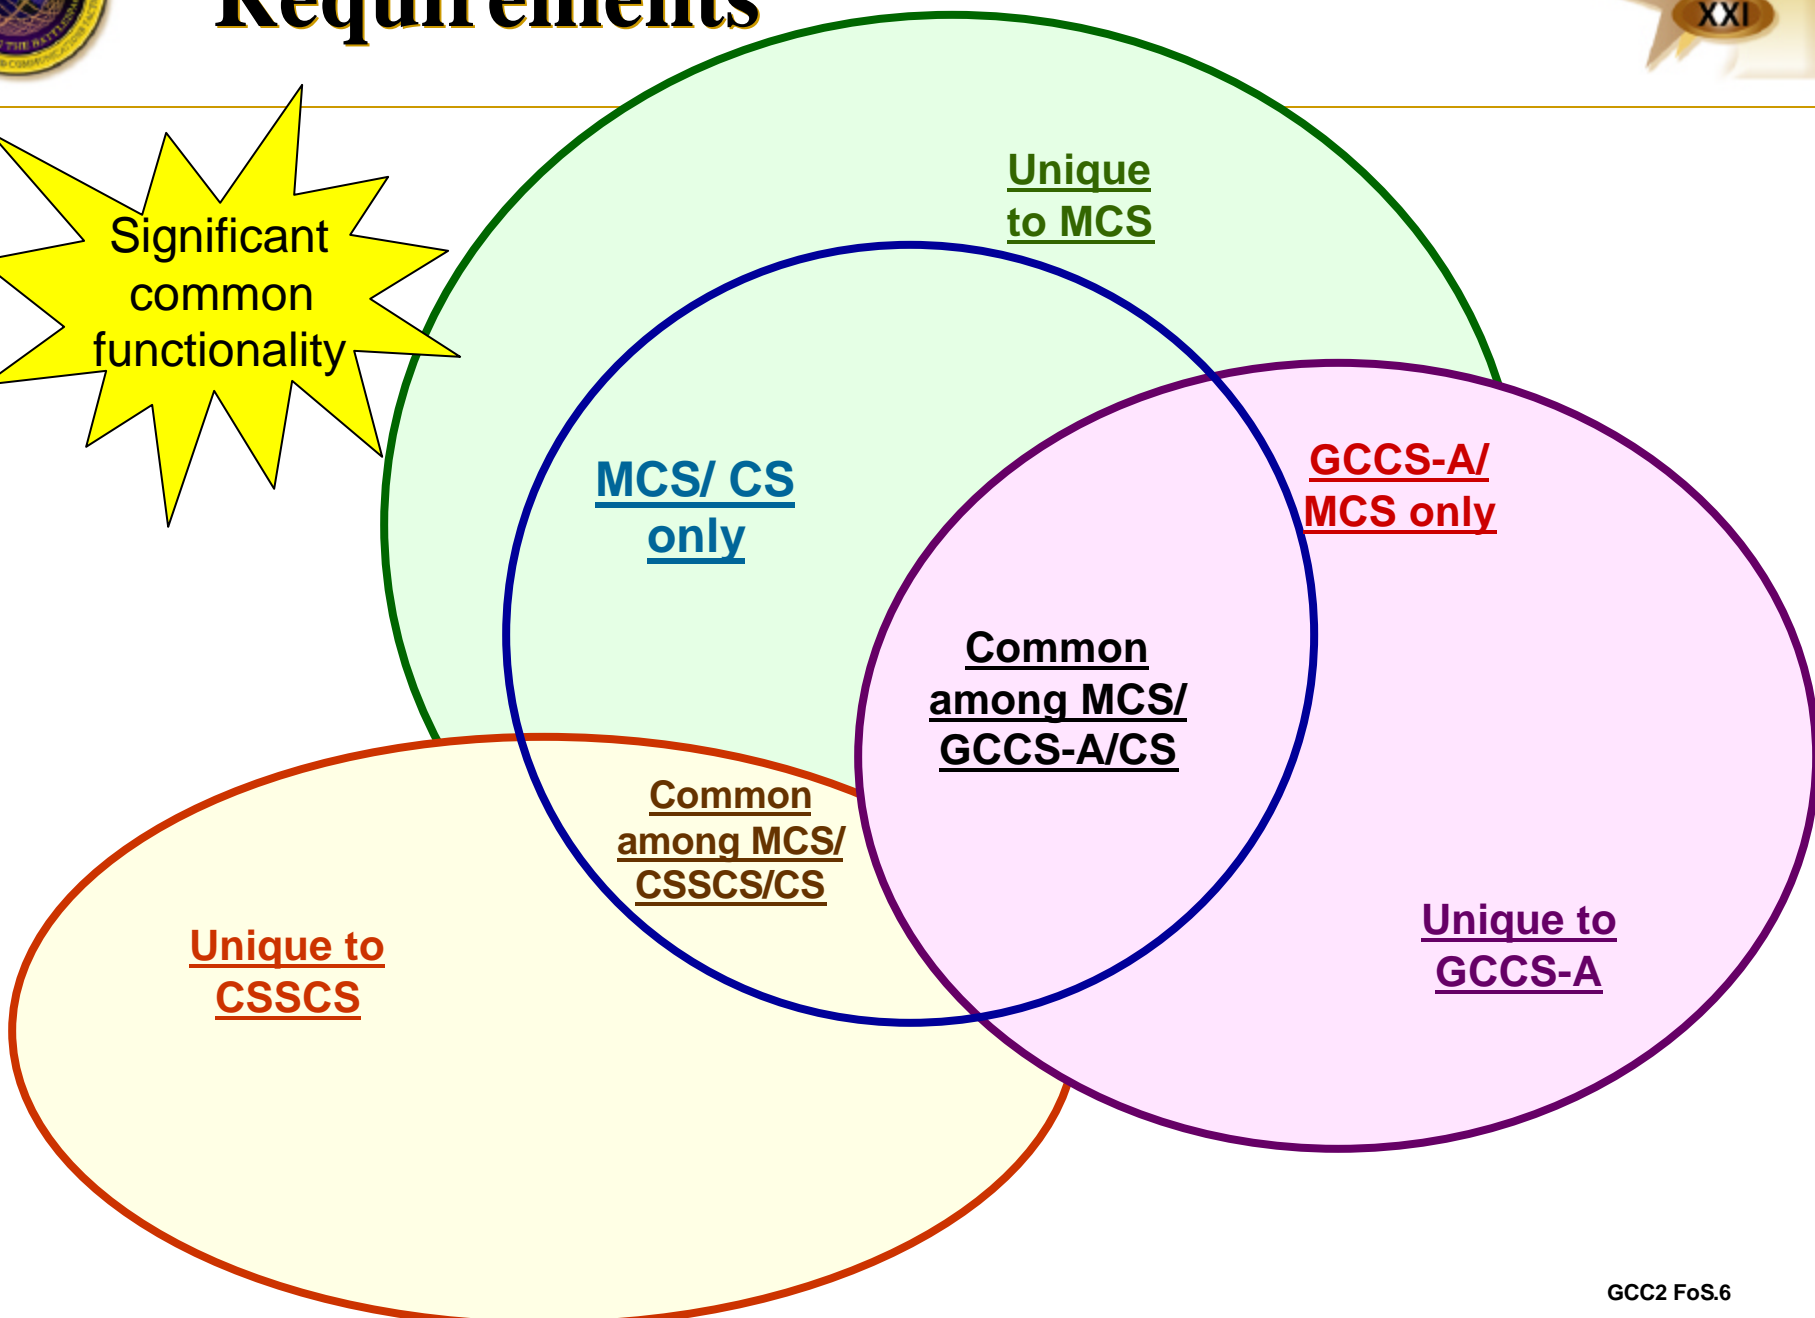 Requirements
XXI
Significant
common
functionality
Unique
to MCS
MCS/ CS
only
GCCS-A/
MCS only
Common
among MCS/
GCCS-A/CS
Common
among MCS/
CSSCS/CS
Unique to
CSSCS
Unique to
GCCS-A
GCC2 FoS.6